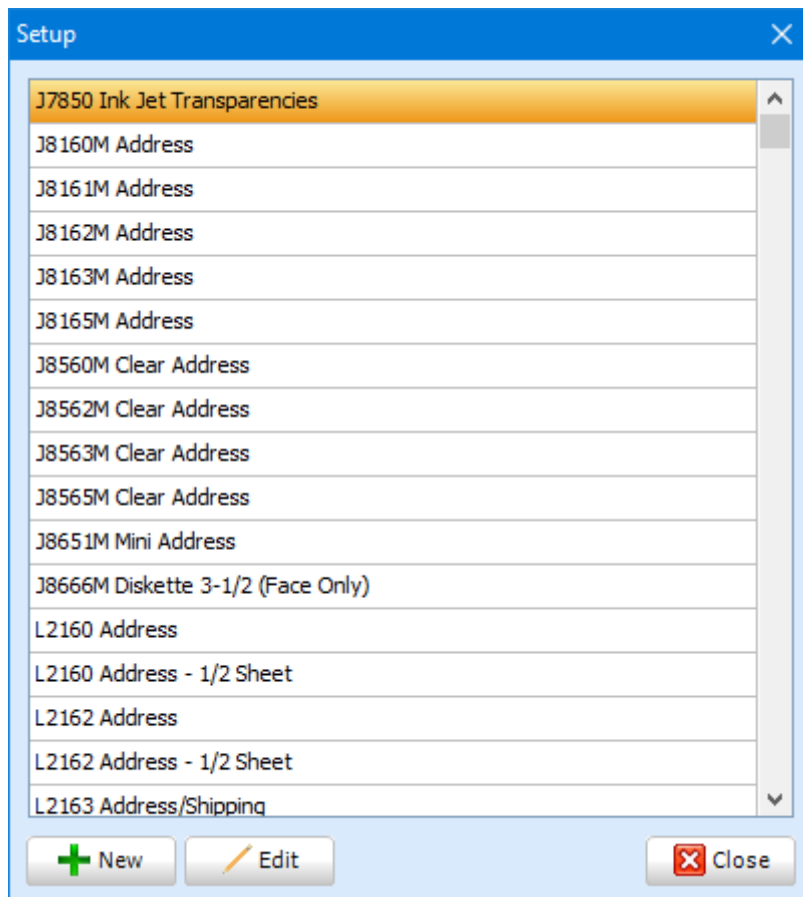 Setup
J7850 Ink Jet Transparencies
J8160M Address
J8161M Address
J8162M Address
J8163M Address
J8165M Address
J8560M Clear Address
J8562M Clear Address
J8563M Clear Address
J8565M Clear Address
J8651M Mini Address
J8666M Diskette 3-1/2 (Face Only)
L2160 Address
L2160 Address - 1/2 Sheet
L2162 Address
L2162 Address - 1/2 Sheet
L2163 Address/Shipping
New Edit Close